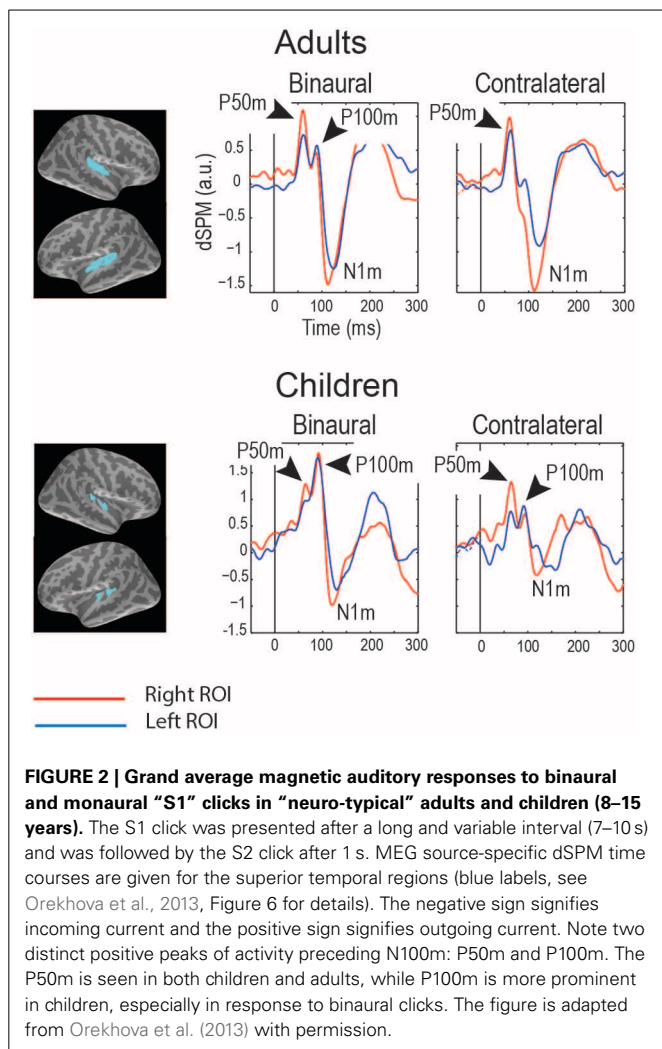 Adults
Binaural
Contralateral
P50m
P100m
P50m
dSPM (a.u.)
0.5
0
−0.5
−1
−1.5
N1m
N1m
0 100 200 300
0 100 200 300
Time (ms)
Children
Binaural
Contralateral
P50m
P100m
P50m
P100m
1.5
1
0.5
0
-0.5
−1
-1.5
N1m
N1m
0 100 200 300
0 100 200 300
Right ROI
Left ROI
FIGURE 2 | Grand average magnetic auditory responses to binaural
and monaural “S1” clicks in “neuro-typical” adults and children (8–15
years). The S1 click was presented after a long and variable interval (7–10 s)
and was followed by the S2 click after 1 s. MEG source-specific dSPM time
courses are given for the superior temporal regions (blue labels, see
Orekhova et al., 2013, Figure 6 for details). The negative sign signifies
incoming current and the positive sign signifies outgoing current. Note two
distinct positive peaks of activity preceding N100m: P50m and P100m. The
P50m is seen in both children and adults, while P100m is more prominent
in children, especially in response to binaural clicks. The figure is adapted
from Orekhova et al. (2013) with permission.